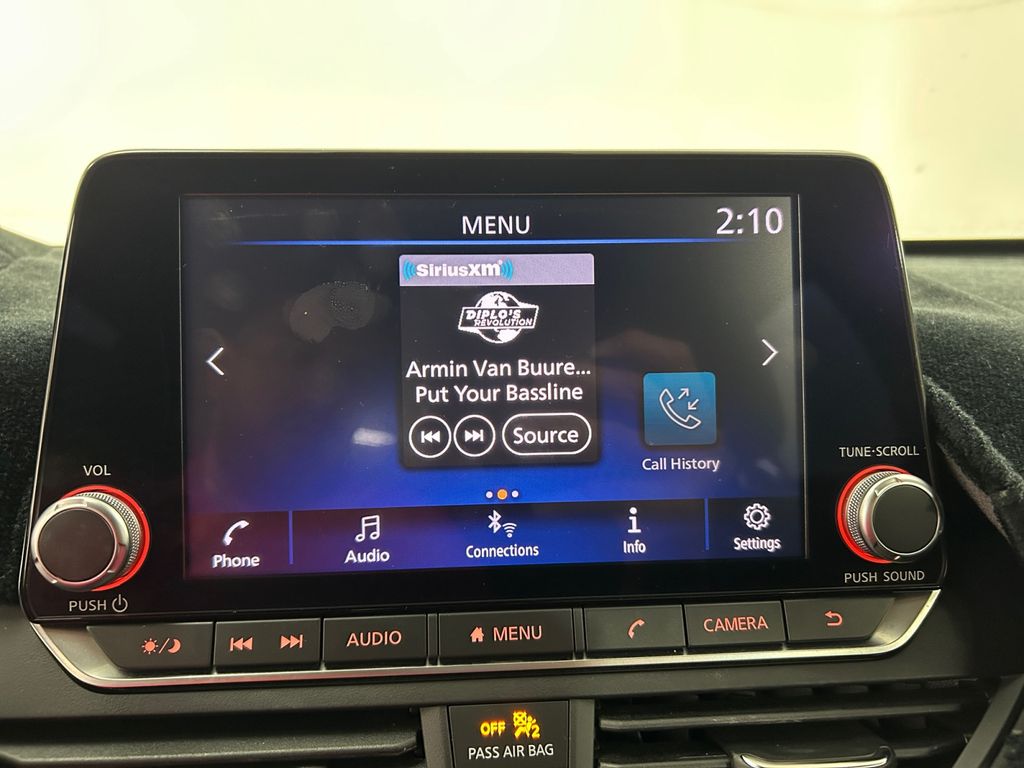 MENU
2:10
SiriusXm
DIPLO'S
REVOLUTION
Armin Van Buure...
Put Your Bassline
Source
Call History
VOL
TUNE·SCROLL
Phone
Audio
Connections
Info
Settings
PUSH
PUSH SOUND
AUDIO
MENU
CAMERA
OFF 2
PASS AIR BAG